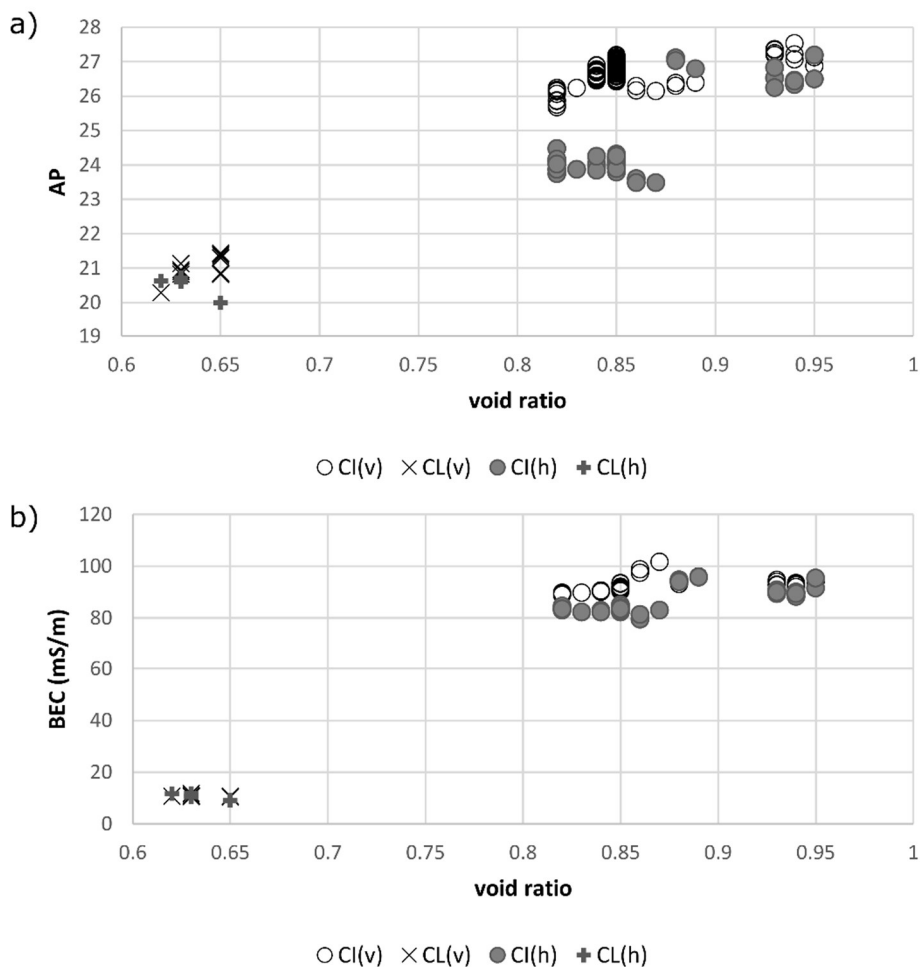 a)
28
27
26
25
24
23
22
21
20
19
AP
0.6 0.65 0.7 0.75 0.8 0.85 0.9 0.95 1
void ratio
CI(v) CL(v) CI(h) CL(h)
b)
120
100
80
60
40
20
0
BEC (mS/m)
0.6 0.65 0.7 0.75 0.8 0.85 0.9 0.95 1
void ratio
CI(v) CL(v) CI(h) CL(h)